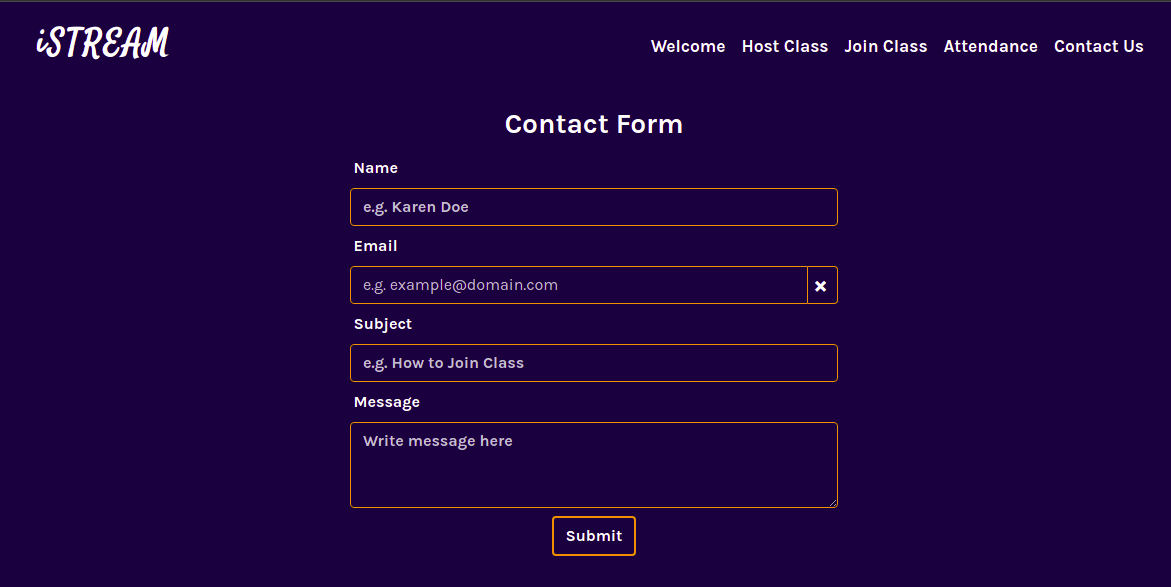 iSTREAM
Welcome Host Class Join Class Attendance Contact Us
Contact Form
Name
e.g. Karen Doe
Email
e.g. example@domain.com
Subject
e.g. How to Join Class
Message
Write message here
Submit